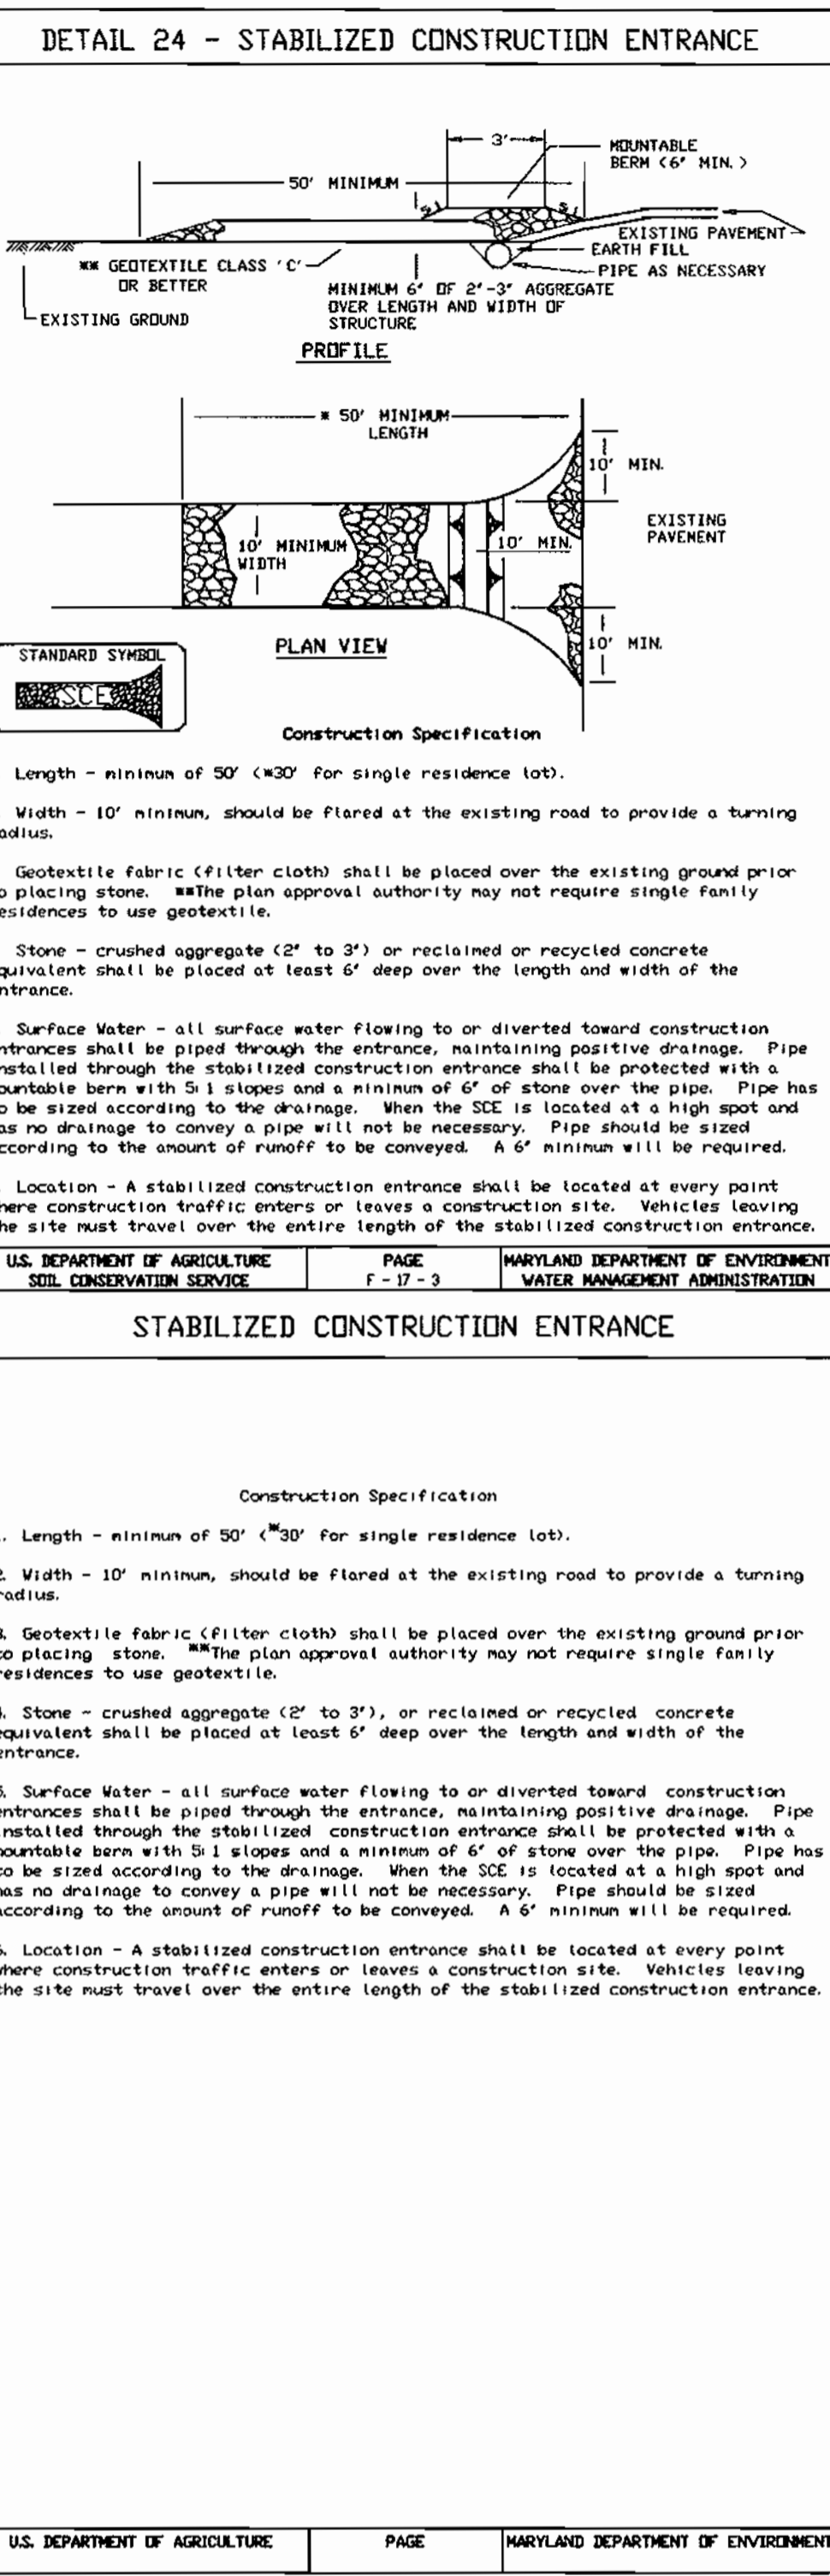 DETAIL 24 - STABILIZED CONSTRUCTION ENTRANCE
3'
MOUNTABLE
BERM (6" MIN.)
50' MINIMUM
EXISTING PAVEMENT
** GEOTEXTILE CLASS 'C'
OR BETTER
EARTH FILL
PIPE AS NECESSARY
MINIMUM 6" OF 2"-3" AGGREGATE
OVER LENGTH AND WIDTH OF
STRUCTURE
EXISTING GROUND
PROFILE
* 50' MINIMUM
LENGTH
10' MIN.
EXISTING
PAVEMENT
10' MINIMUM
WIDTH
10' MIN.
10' MIN.
PLAN VIEW
STANDARD SYMBOL
SCE
Construction Specification
Length - minimum of 50' (*30' for single residence lot).
Width - 10' minimum, should be flared at the existing road to provide a turning
adius.
Geotextile fabric (filter cloth) shall be placed over the existing ground prior
o placing stone. **The plan approval authority may not require single family
esidences to use geotextile.
Stone - crushed aggregate (2" to 3") or reclaimed or recycled concrete
quivalent shall be placed at least 6" deep over the length and width of the
ntrance.
Surface Water - all surface water flowing to or diverted toward construction
ntrances shall be piped through the entrance, maintaining positive drainage. Pipe
nstalled through the stabilized construction entrance shall be protected with a
ountable berm with 5:1 slopes and a minimum of 6" of stone over the pipe. Pipe has
o be sized according to the drainage. When the SCE is located at a high spot and
as no drainage to convey a pipe will not be necessary. Pipe should be sized
ccording to the amount of runoff to be conveyed. A 6" minimum will be required.
Location - A stabilized construction entrance shall be located at every point
here construction traffic enters or leaves a construction site. Vehicles leaving
he site must travel over the entire length of the stabilized construction entrance.
U.S. DEPARTMENT OF AGRICULTURE
SOIL CONSERVATION SERVICE
PAGE
F - 17 - 3
MARYLAND DEPARTMENT OF ENVIRONMENT
WATER MANAGEMENT ADMINISTRATION
STABILIZED CONSTRUCTION ENTRANCE
Construction Specification
. Length - minimum of 50' (*30' for single residence lot).
2. Width - 10' minimum, should be flared at the existing road to provide a turning
radius.
3. Geotextile fabric (filter cloth) shall be placed over the existing ground prior
to placing stone. **The plan approval authority may not require single family
residences to use geotextile.
4. Stone - crushed aggregate (2" to 3"), or reclaimed or recycled concrete
equivalent shall be placed at least 6" deep over the length and width of the
entrance.
5. Surface Water - all surface water flowing to or diverted toward construction
entrances shall be piped through the entrance, maintaining positive drainage. Pipe
installed through the stabilized construction entrance shall be protected with a
mountable berm with 5:1 slopes and a minimum of 6" of stone over the pipe. Pipe has
to be sized according to the drainage. When the SCE is located at a high spot and
has no drainage to convey a pipe will not be necessary. Pipe should be sized
according to the amount of runoff to be conveyed. A 6" minimum will be required.
6. Location - A stabilized construction entrance shall be located at every point
where construction traffic enters or leaves a construction site. Vehicles leaving
the site must travel over the entire length of the stabilized construction entrance.
U.S. DEPARTMENT OF AGRICULTURE
PAGE
MARYLAND DEPARTMENT OF ENVIRONMENT